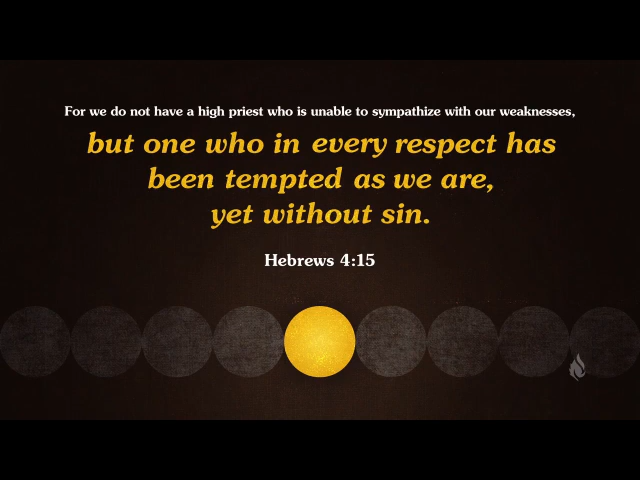 For we do not have a high priest who is unable to sympathize with our weaknesses,
but one who in every respect has
been tempted as we are,
yet without sin.
Hebrews 4:15